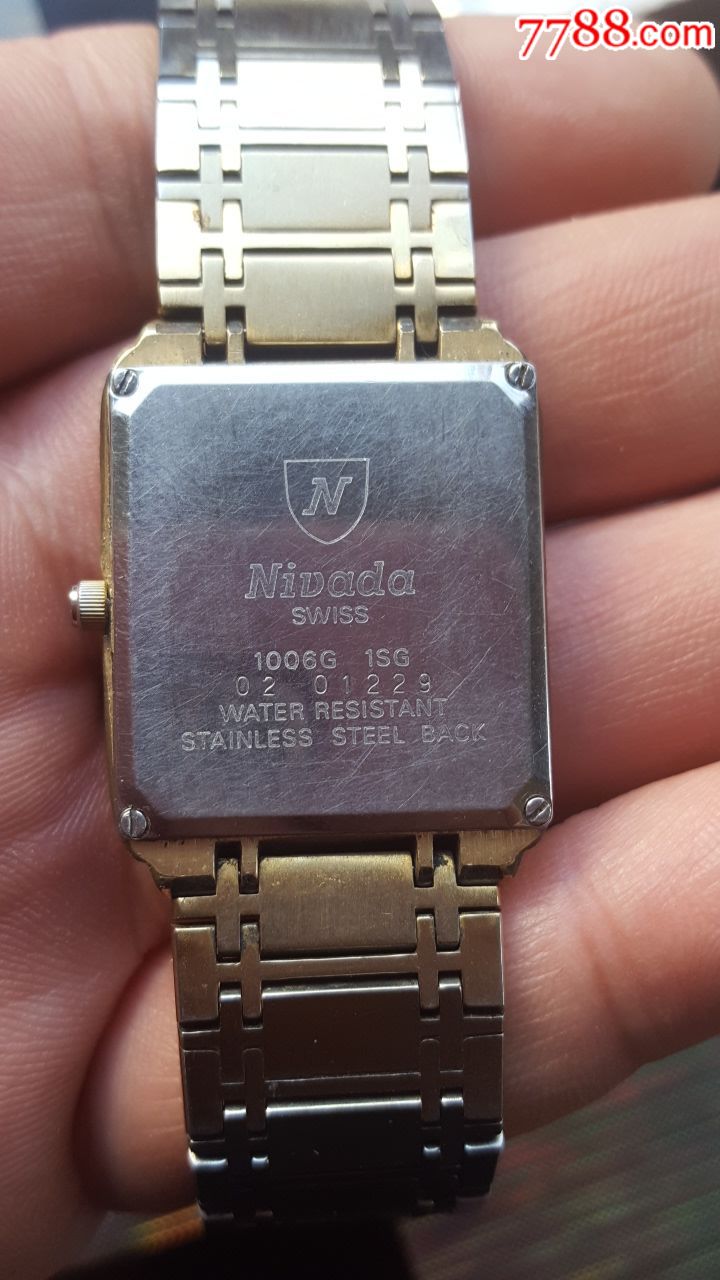 7788.com
N
Nivada
SWISS
1006G 1SG
02 01229
WATER RESISTANT
STAINLESS STEEL BACK